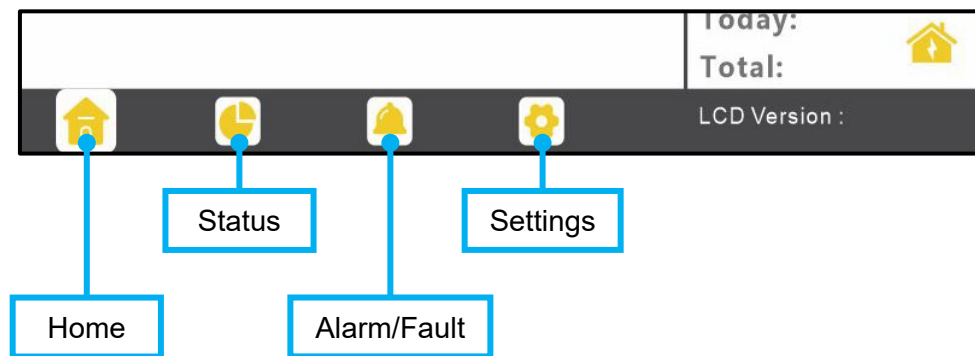 Today:
Total:
LCD Version :
Status
Settings
Home
Alarm/Fault